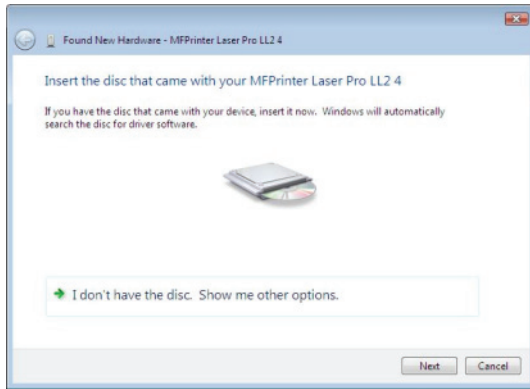 Found New Hardware - MFPrinter Laser Pro LL2 4
Insert the disc that came with your MFPrinter Laser Pro LL2 4
If you have the disc that came with your device, insert it now. Windows will automatically
search the disc for driver software.
I don't have the disc. Show me other options.
Next Cancel